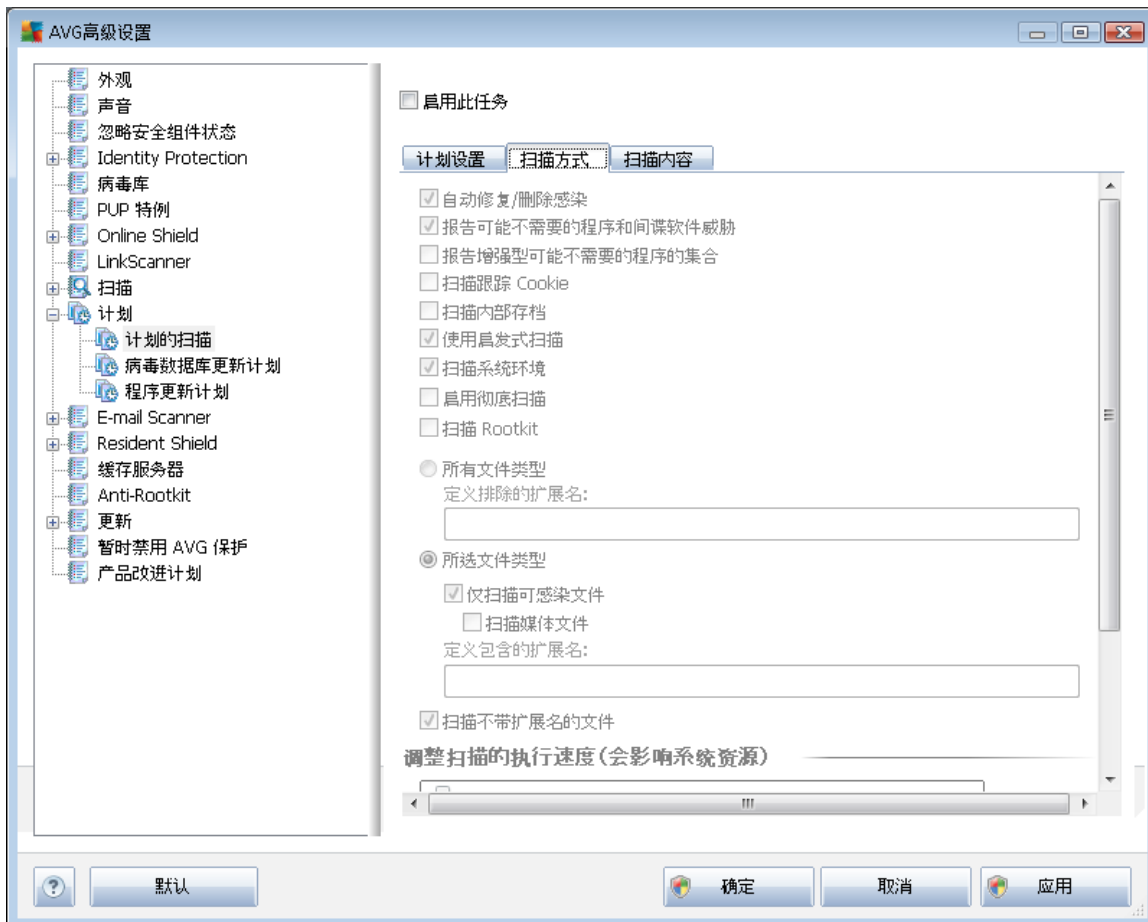 AVG高级设置
外观
声音
忽略安全组件状态
Identity Protection
病毒库
PUP 特例
Online Shield
LinkScanner
扫描
计划
计划的扫描
病毒数据库更新计划
程序更新计划
E-mail Scanner
Resident Shield
缓存服务器
Anti-Rootkit
更新
暂时禁用 AVG 保护
产品改进计划
启用此任务
计划设置 扫描方式 扫描内容
自动修复/删除感染
报告可能不需要的程序和间谍软件威胁
报告增强型可能不需要的程序的集合
扫描跟踪 Cookie
扫描内部存档
使用启发式扫描
扫描系统环境
启用彻底扫描
扫描 Rootkit
所有文件类型
定义排除的扩展名:
所选文件类型
仅扫描可感染文件
扫描媒体文件
定义包含的扩展名:
扫描不带扩展名的文件
调整扫描的执行速度(会影响系统资源)
? 默认 确定 取消 应用